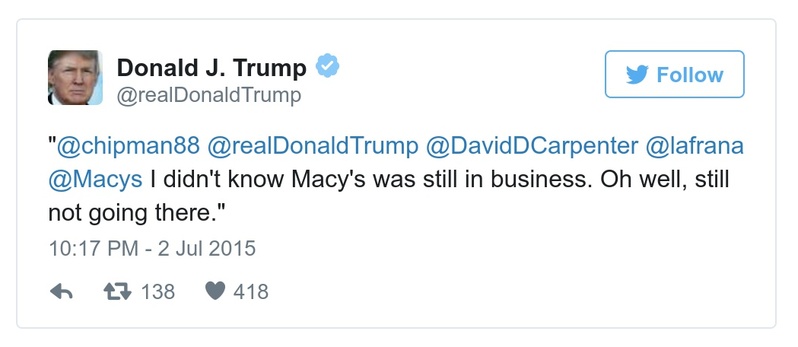 Donald J. Trump
@realDonaldTrump
Follow
"@chipman88 @realDonaldTrump @DavidDCarpenter @lafrana
@Macys I didn't know Macy's was still in business. Oh well, still
not going there."
10:17 PM - 2 Jul 2015
138 418